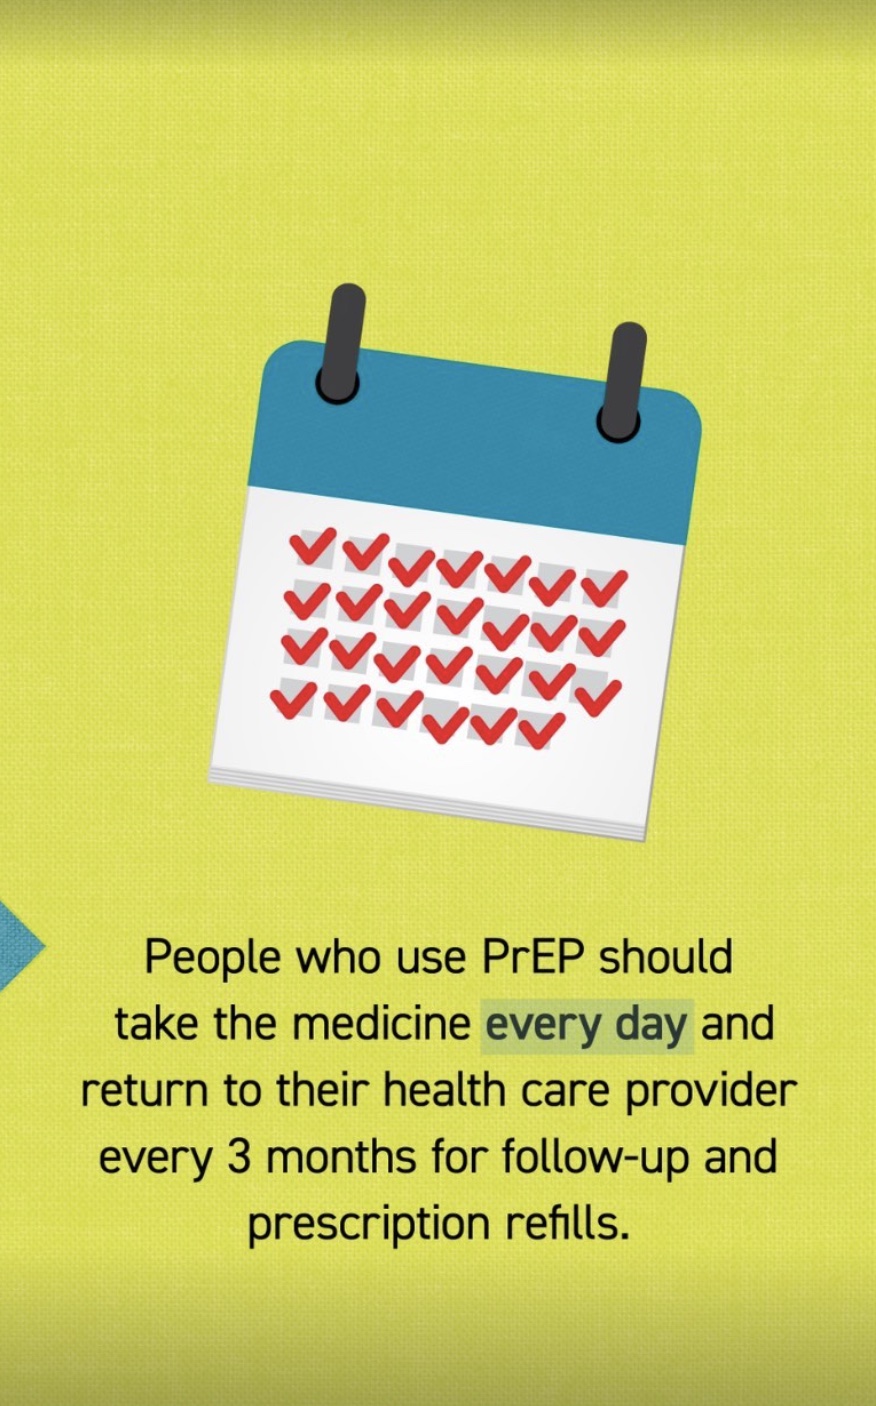 People who use PrEP should
take the medicine every day and
return to their health care provider
every 3 months for follow-up and
prescription refills.